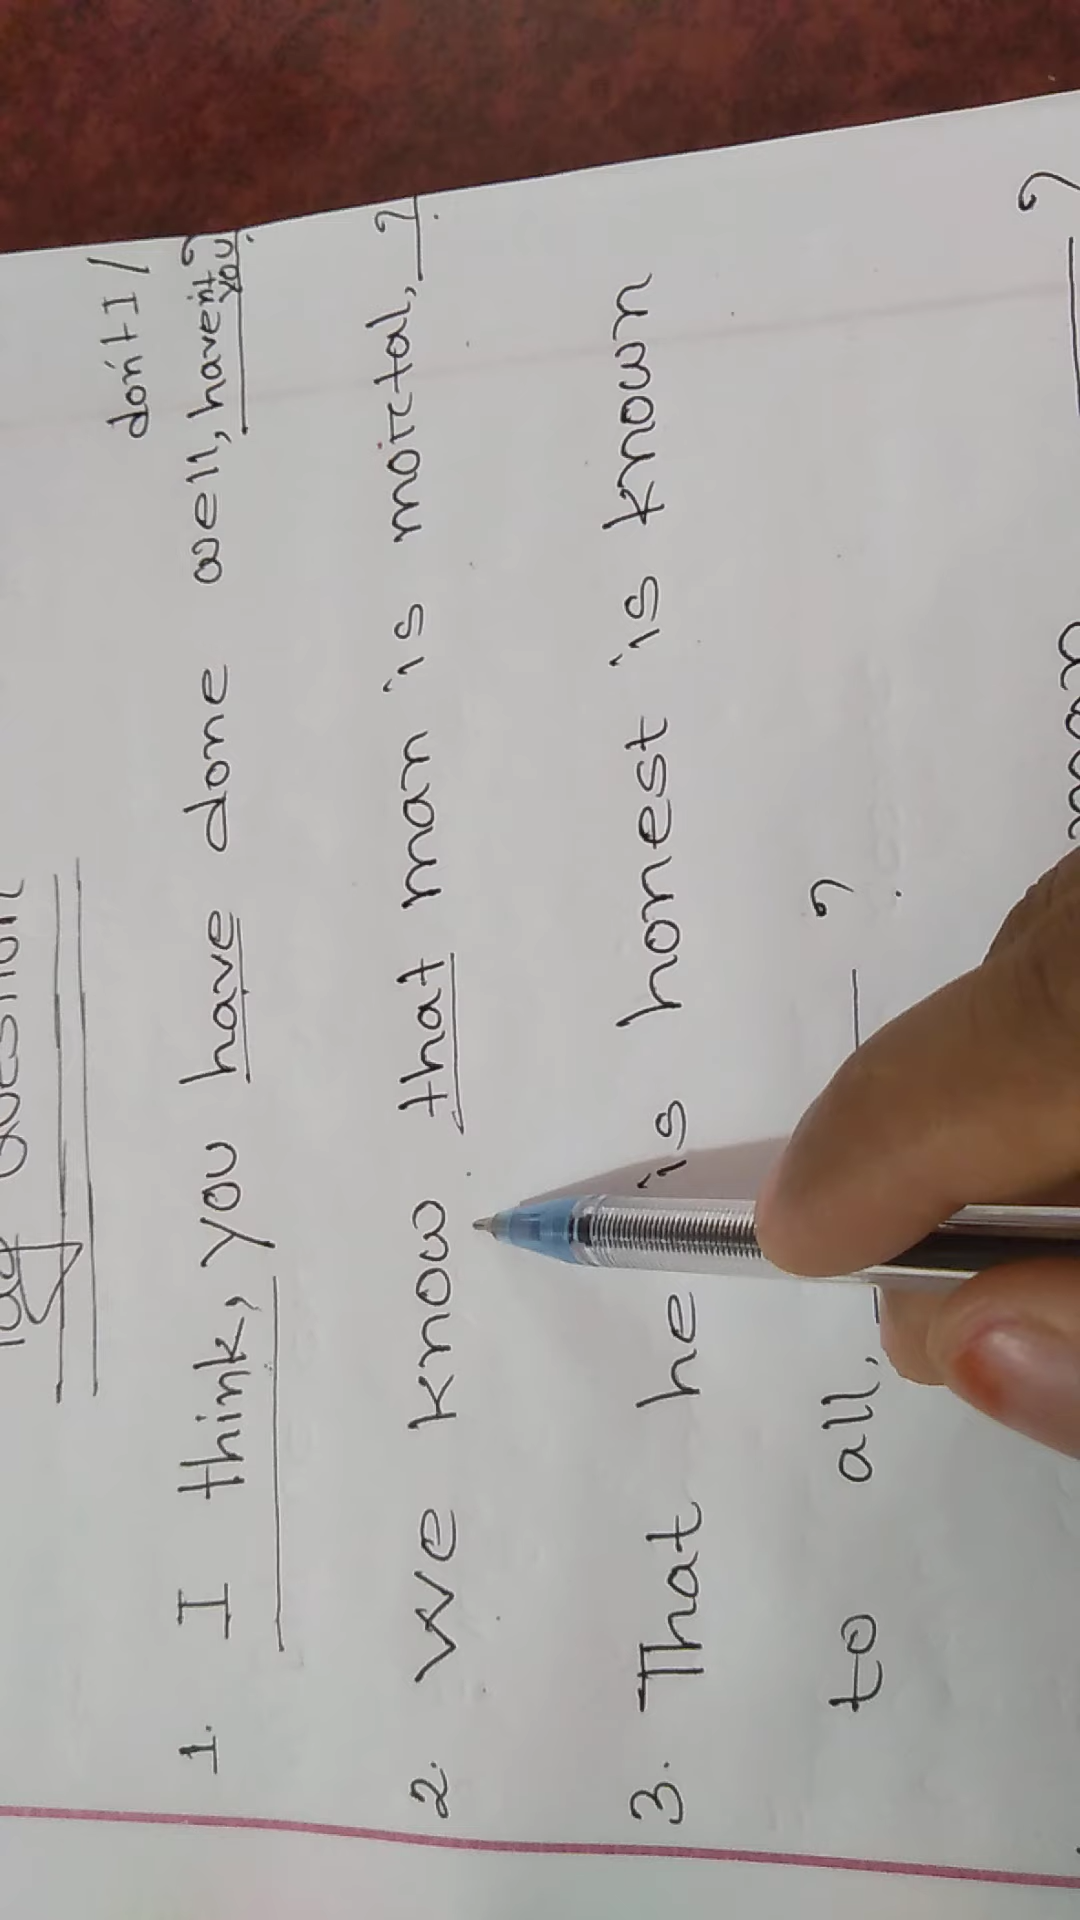 Tag Question
don't I/
1. I think, you have done well, haven't you?
2. We know that man is mortal, ?
3. That he is honest is known
to all, ?
?